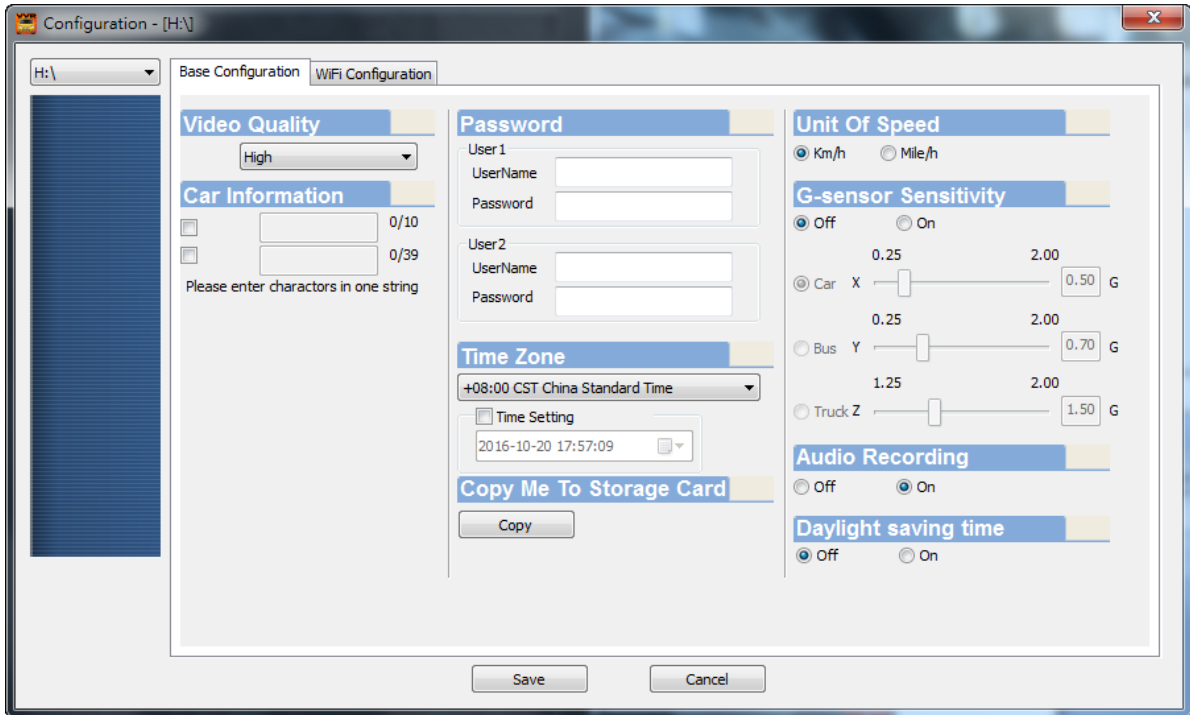 Configuration - [H:\]
H:\
Base Configuration
WiFi Configuration
Video Quality
High
Car Information
0/10
0/39
Please enter charactors in one string
Password
User1
UserName
Password
User2
UserName
Password
Time Zone
+08:00 CST China Standard Time
Time Setting
2016-10-20 17:57:09
Copy Me To Storage Card
Copy
Unit Of Speed
Km/h Mile/h
G-sensor Sensitivity
Off On
0.25 2.00
Car X 0.50 G
0.25 2.00
Bus Y 0.70 G
1.25 2.00
Truck Z 1.50 G
Audio Recording
Off On
Daylight saving time
Off On
Save Cancel